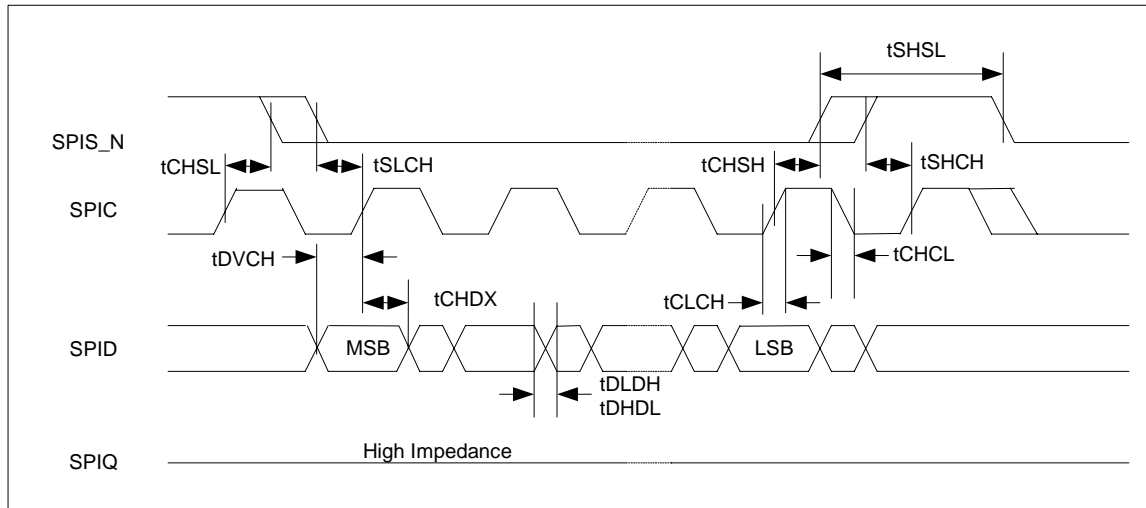 tSHSL
SPIS_N
tCHSL
tSLCH
tCHSH
tSHCH
SPIC
tDVCH
tCHCL
tCHDX
tCLCH
SPID
MSB
LSB
tDLDH
tDHDL
High Impedance
SPIQ